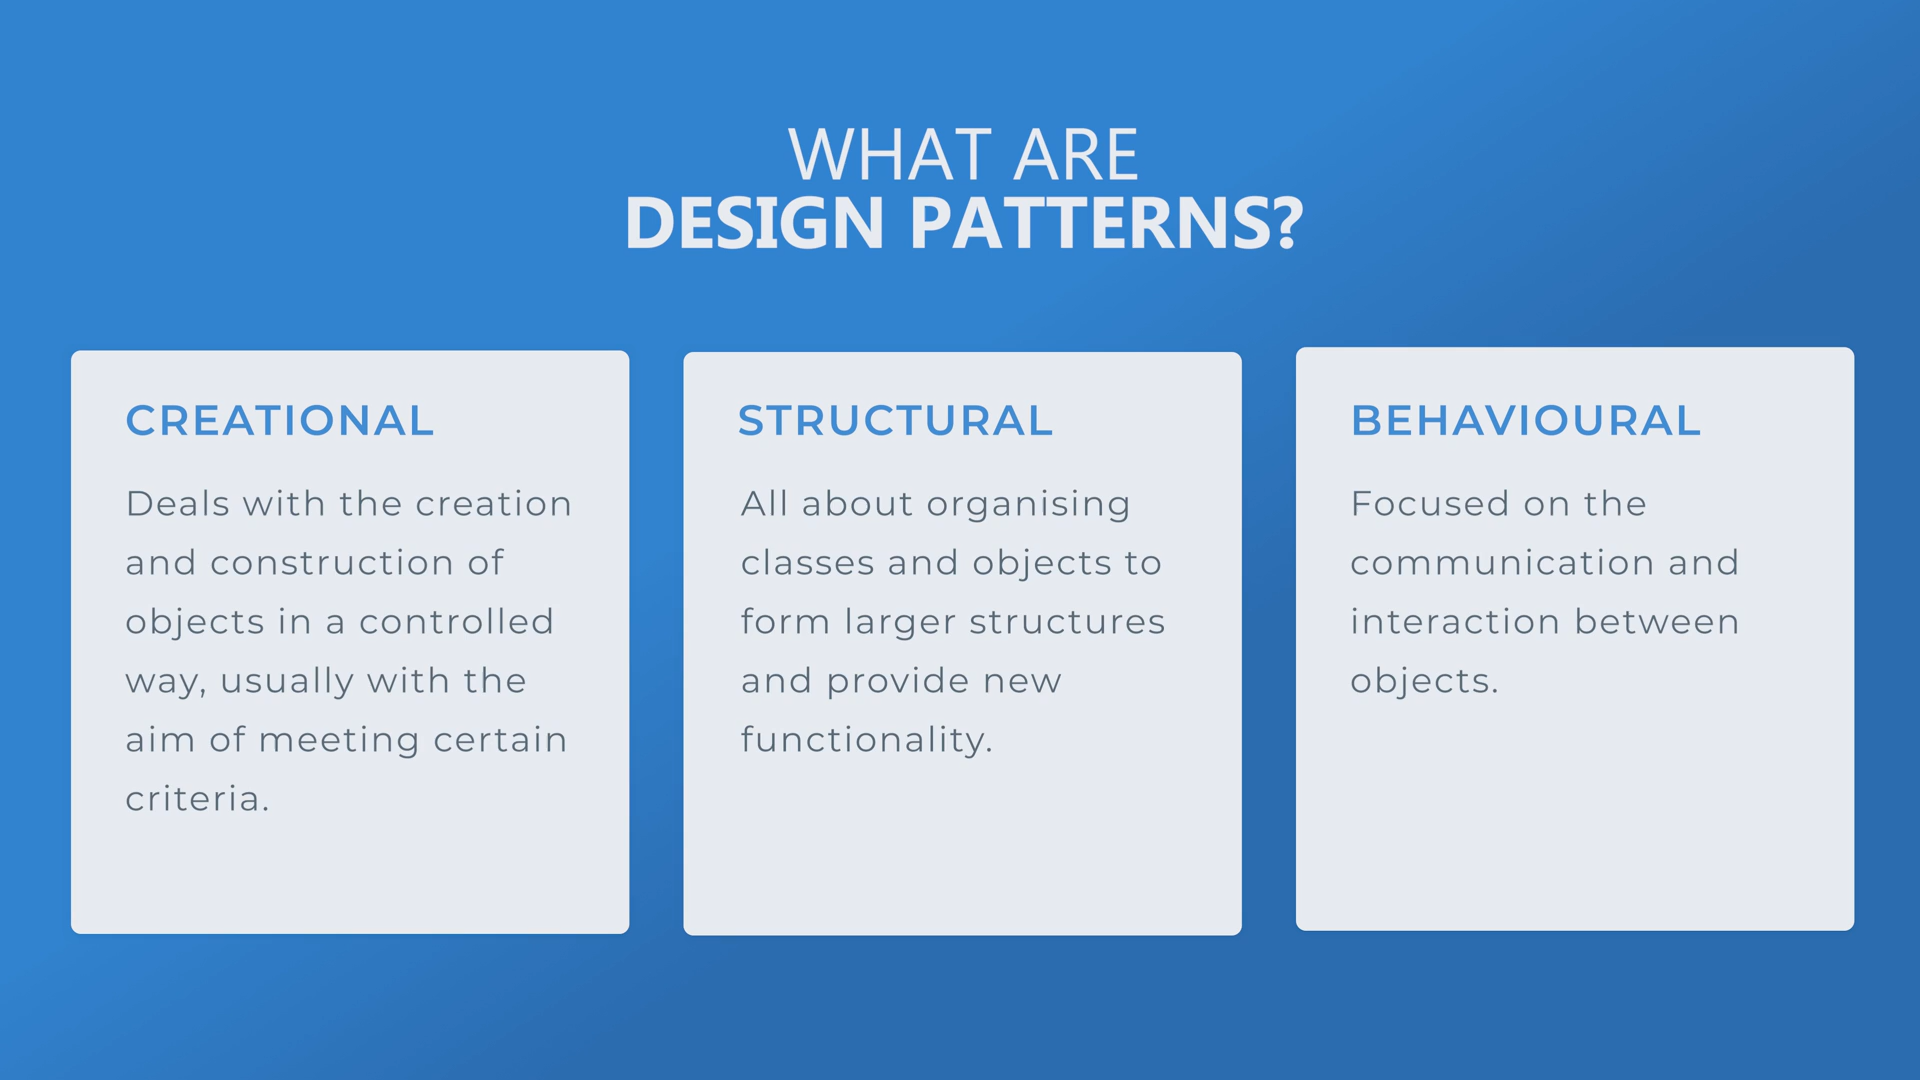 WHAT ARE
DESIGN PATTERNS?
CREATIONAL
Deals with the creation
and construction of
objects in a controlled
way, usually with the
aim of meeting certain
criteria.
STRUCTURAL
All about organising
classes and objects to
form larger structures
and provide new
functionality.
BEHAVIOURAL
Focused on the
communication and
interaction between
objects.